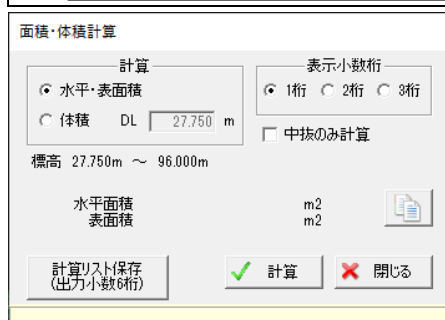 面積･体積計算
計算
水平･表面積
体積 DL 27.750 m
表示小数桁
1桁 2桁 3桁
中抜のみ計算
標高 27.750m ～ 96.000m
水平面積 m2
表面積 m2
計算リスト保存
(出力小数6桁)
計算
閉じる